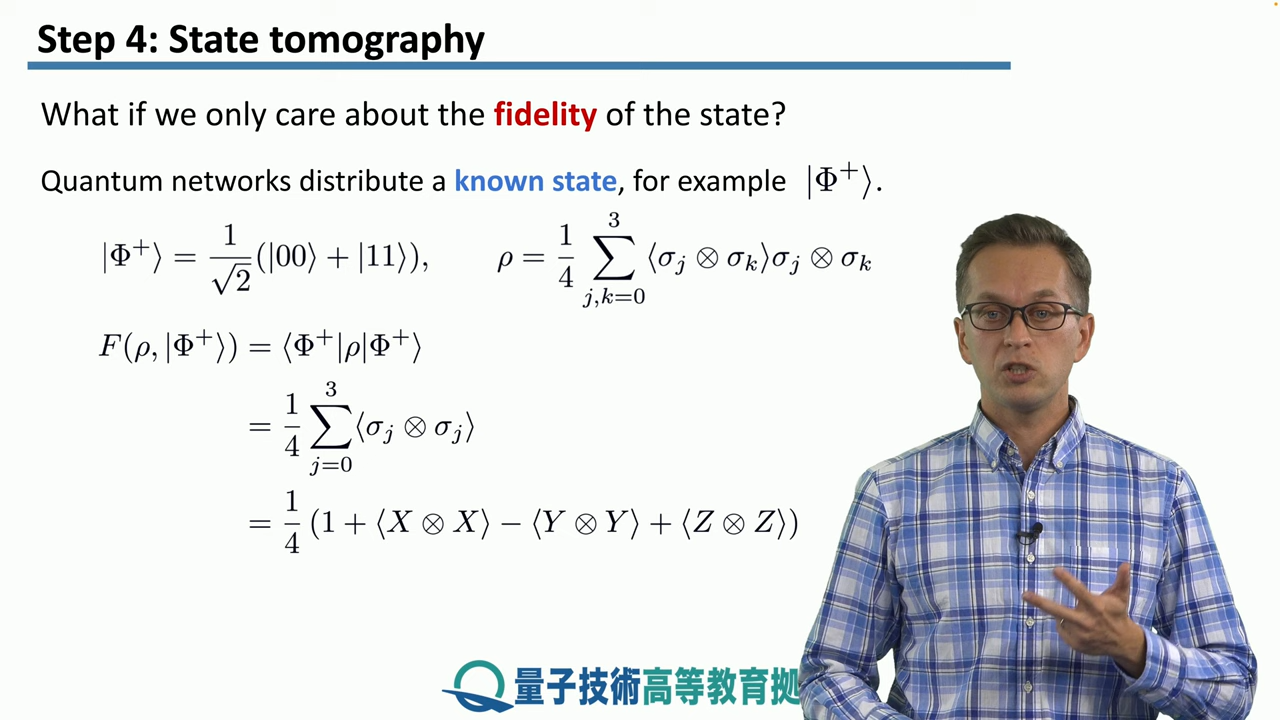 Step 4: State tomography
What if we only care about the fidelity of the state?
Quantum networks distribute a known state, for example |Φ⁺⟩.
|Φ⁺⟩ = 1/√2 (|00⟩ + |11⟩), ρ = 1/4 ∑_{j,k=0}^{3} ⟨σ_j ⊗ σ_k⟩σ_j ⊗ σ_k
F(ρ, |Φ⁺⟩) = ⟨Φ⁺|ρ|Φ⁺⟩
= 1/4 ∑_{j=0}^{3} ⟨σ_j ⊗ σ_j⟩
= 1/4 (1 + ⟨X ⊗ X⟩ − ⟨Y ⊗ Y⟩ + ⟨Z ⊗ Z⟩)
量子技術高等教育拠